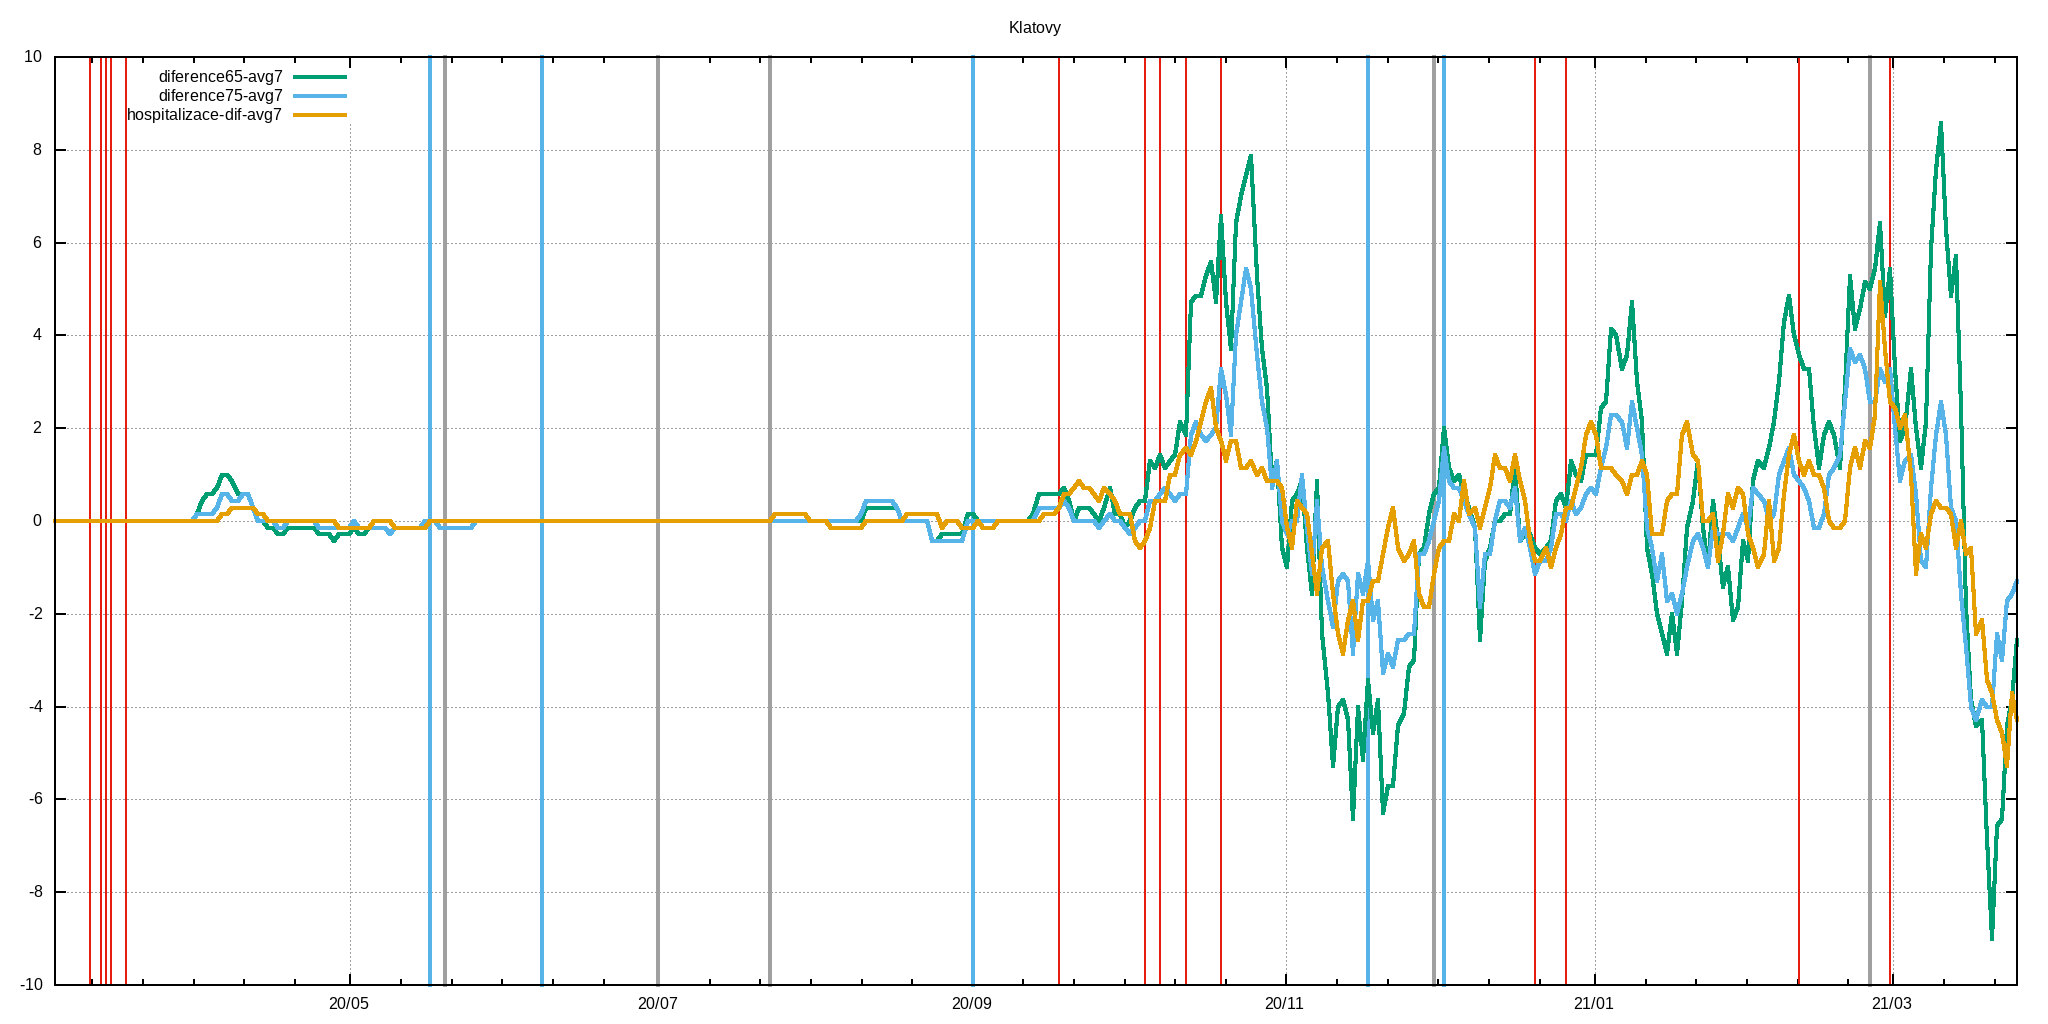 Klatovy
10
diference65-avg7
diference75-avg7
hospitalizace-dif-avg7
8
6
4
2
0
-2
-4
-6
-8
-10
20/05 20/07 20/09 20/11 21/01 21/03